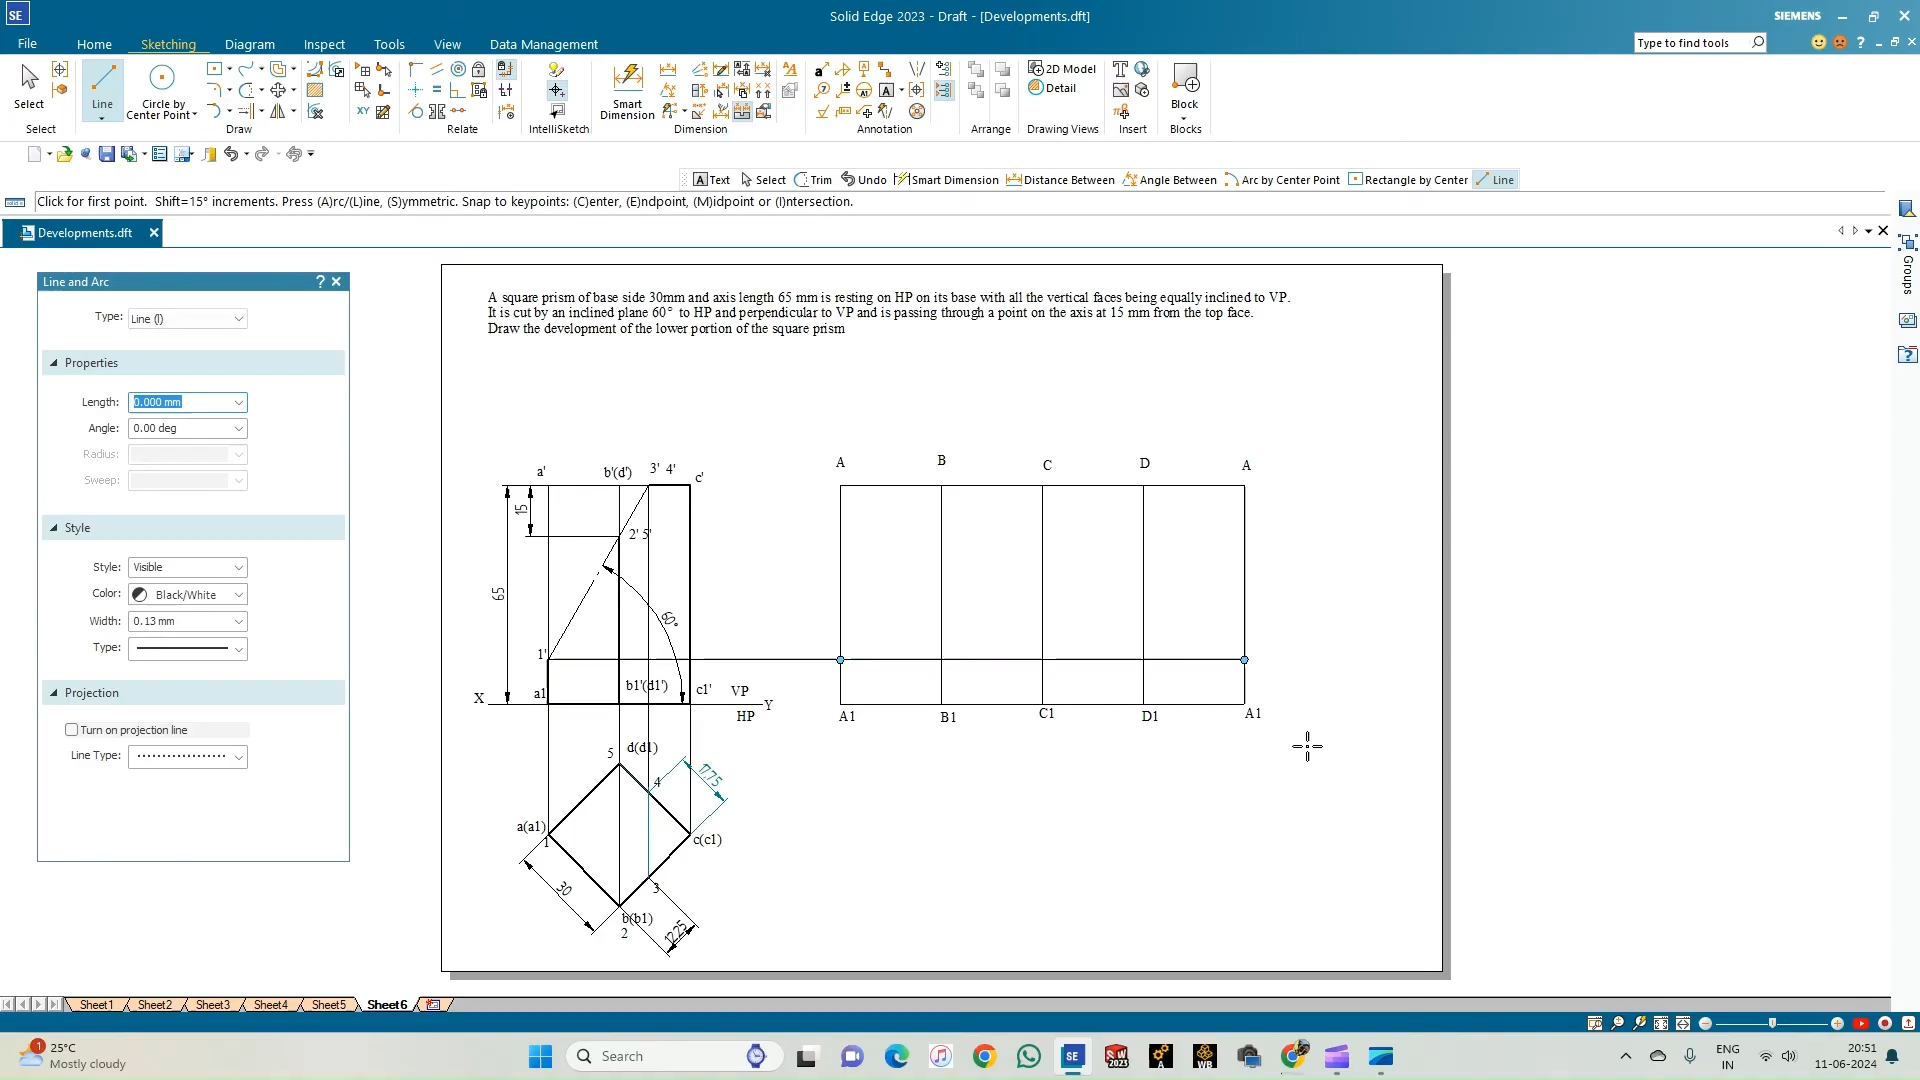 SE
Solid Edge 2023 - Draft - [Developments.dft]
SIEMENS
File Home Sketching Diagram Inspect Tools View Data Management
Type to find tools
Select
Line
Circle by Center Point
Smart Dimension
2D Model
Detail
Block
Select Draw Relate IntelliSketch Dimension Annotation Arrange Drawing Views Insert Blocks
Text Select Trim Undo Smart Dimension Distance Between Angle Between Arc by Center Point Rectangle by Center Line
Click for first point. Shift=15° increments. Press (A)rc/(L)ine, (S)ymmetric. Snap to keypoints: (C)enter, (E)ndpoint, (M)idpoint or (I)ntersection.
Developments.dft
Groups
Line and Arc
Type: Line (l)
Properties
Length: 0.000 mm
Angle: 0.00 deg
Radius:
Sweep:
Style
Style: Visible
Color: Black/White
Width: 0.13 mm
Type:
Projection
Turn on projection line
Line Type:
A square prism of base side 30mm and axis length 65 mm is resting on HP on its base with all the vertical faces being equally inclined to VP.
It is cut by an inclined plane 60° to HP and perpendicular to VP and is passing through a point on the axis at 15 mm from the top face.
Draw the development of the lower portion of the square prism
a' b'(d') 3' 4' c'
A B C D A
15
2' 5'
65
60°
1'
a1 b1'(d1') c1' VP
X Y
HP
A1 B1 C1 D1 A1
5 d(d1)
4 17,75
a(a1)
1
c(c1)
30
3
b(b1)
2
12,25
Sheet1 Sheet2 Sheet3 Sheet4 Sheet5 Sheet6
1
25°C
Mostly cloudy
Search
SE
SW
2023
A
WB
ENG
IN
20:51
11-06-2024